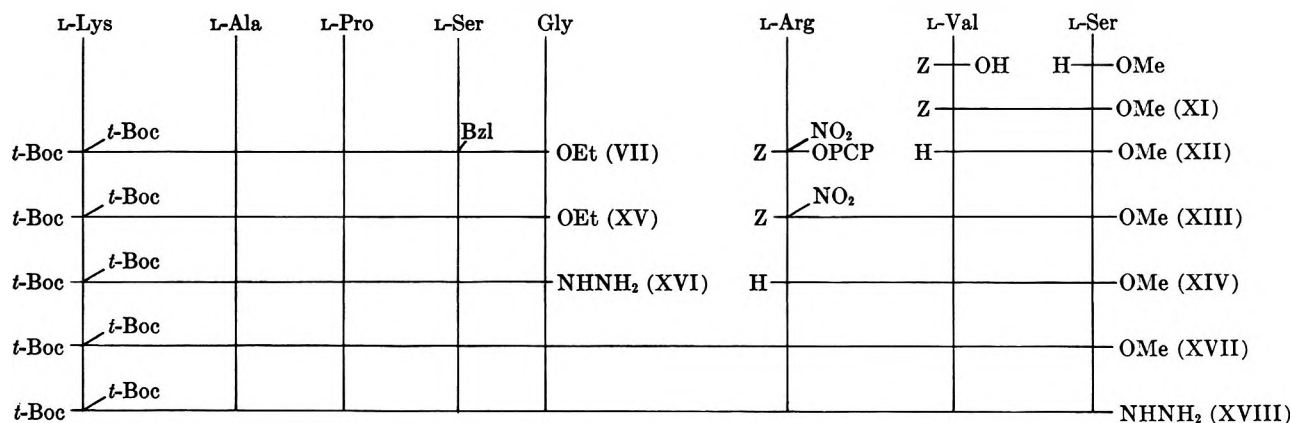 L-Lys L-Ala L-Pro L-Ser Gly L-Arg L-Val L-Ser
Z OH H OMe
Z OMe (XI)
t-Boc Bzl NO₂
t-Boc OEt (VII) Z OPCP H OMe (XII)
t-Boc NO₂
t-Boc OEt (XV) Z OMe (XIII)
t-Boc
t-Boc NHNH₂ (XVI) H OMe (XIV)
t-Boc
t-Boc OMe (XVII)
t-Boc
t-Boc NHNH₂ (XVIII)